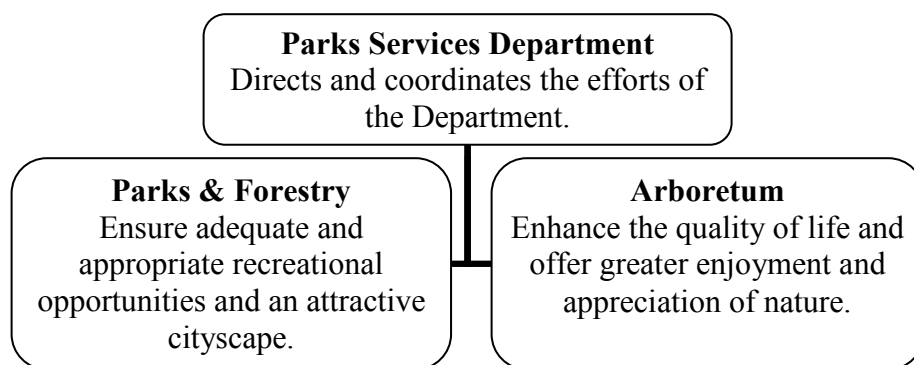 Parks Services Department
Directs and coordinates the efforts of
the Department.
Parks & Forestry
Ensure adequate and
appropriate recreational
opportunities and an attractive
cityscape.
Arboretum
Enhance the quality of life and
offer greater enjoyment and
appreciation of nature.